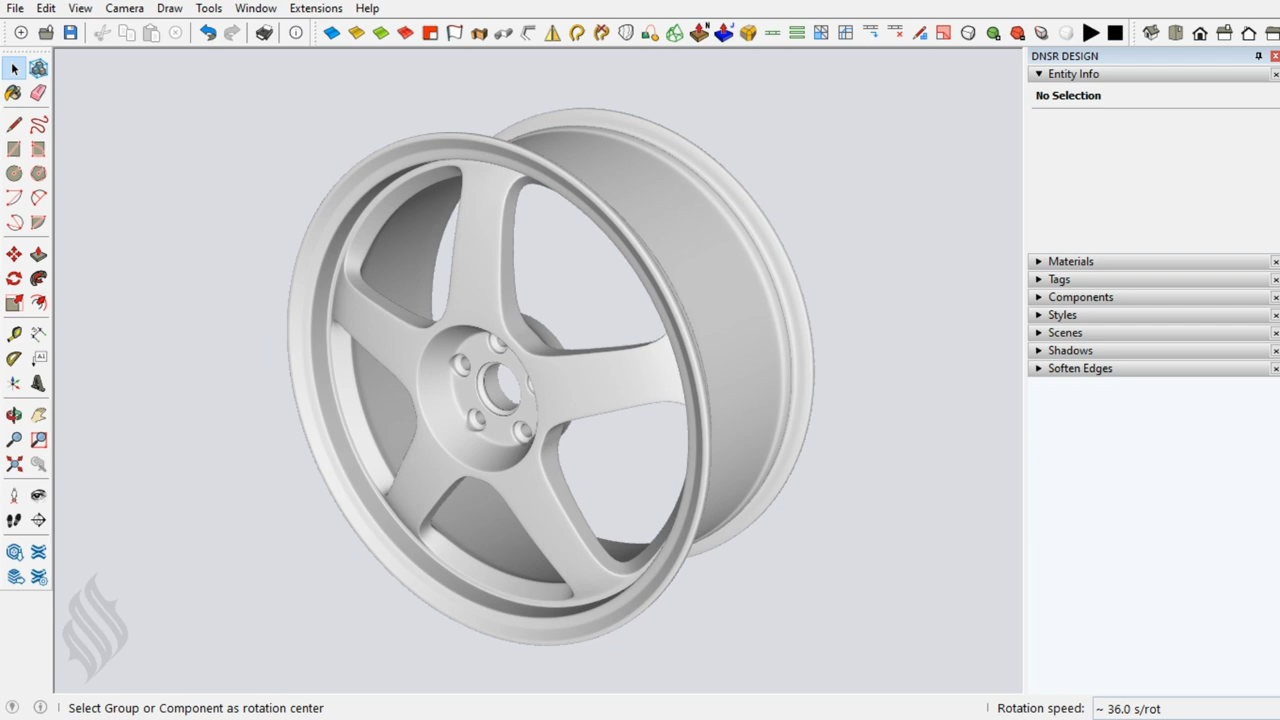 File Edit View Camera Draw Tools Window Extensions Help
DNSR DESIGN
Entity Info
No Selection
Materials
Tags
Components
Styles
Scenes
Shadows
Soften Edges
Select Group or Component as rotation center
Rotation speed: ~ 36.0 s/rot